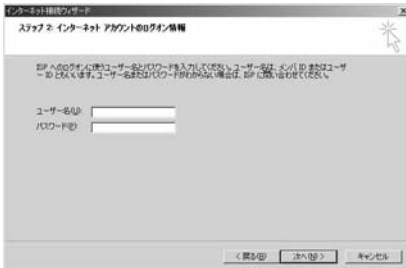 インターネット接続ウィザード
ステップ 2: インターネット アカウントのログオン情報
ISP へのログオンに使うユーザー名とパスワードを入力してください。ユーザー名は、メンバ ID またはユーザ
ー ID ともいいます。ユーザー名またはパスワードがわからない場合は、ISP に問い合わせてください。
ユーザー名(U):
パスワード(P):
< 戻る(B)
次へ(N) >
キャンセル